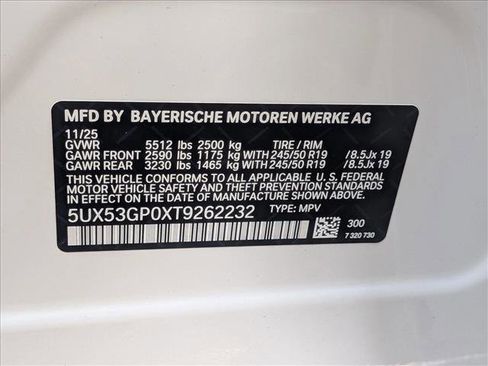 MFD BY BAYERISCHE MOTOREN WERKE AG
11/25
GVWR 5512 lbs 2500 kg TIRE / RIM
GAWR FRONT 2590 lbs 1175 kg WITH 245/50 R19 / 8.5Jx 19
GAWR REAR 3230 lbs 1465 kg WITH 245/50 R19 / 8.5Jx 19
THIS VEHICLE CONFORMS TO ALL APPLICABLE U. S. FEDERAL
MOTOR VEHICLE SAFETY AND THEFT PREVENTION STANDARDS
IN EFFECT ON THE DATE OF MANUFACTURE SHOWN ABOVE.
5UX53GP0XT9262232 TYPE: MPV
300
7 320 730